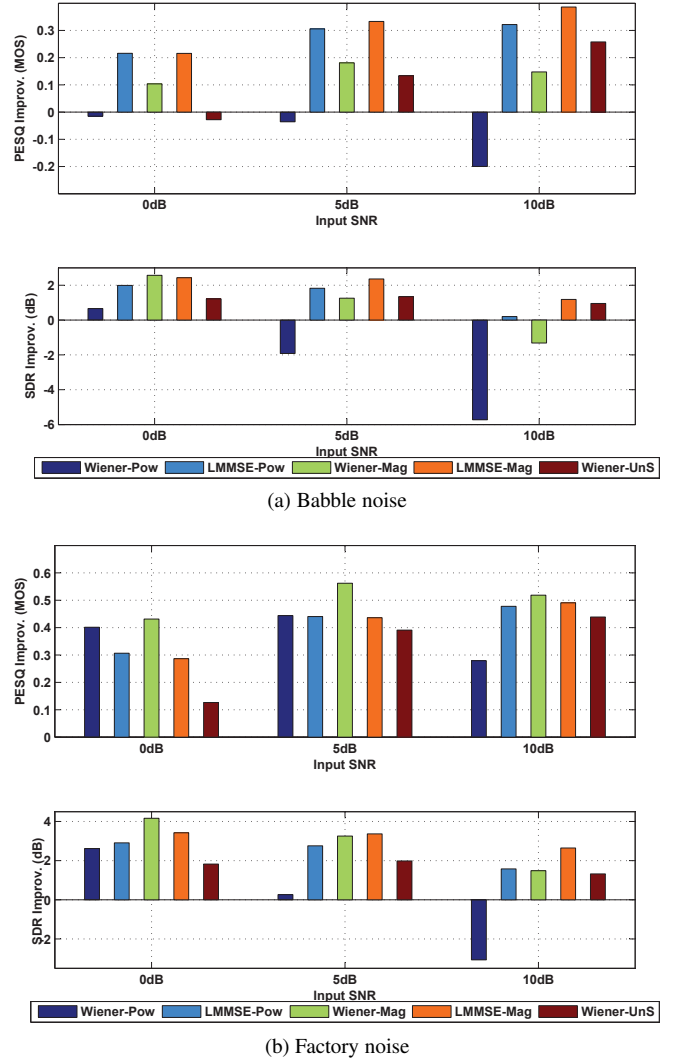 PESQ Improv. (MOS)
0.3
0.2
0.1
0
-0.1
-0.2
0dB 5dB 10dB
Input SNR
SDR Improv. (dB)
2
0
-2
-4
-6
0dB 5dB 10dB
Input SNR
Wiener-Pow LMMSE-Pow Wiener-Mag LMMSE-Mag Wiener-UnS
(a) Babble noise
PESQ Improv. (MOS)
0.6
0.5
0.4
0.3
0.2
0.1
0
0dB 5dB 10dB
Input SNR
SDR Improv. (dB)
4
2
0
-2
0dB 5dB 10dB
Input SNR
Wiener-Pow LMMSE-Pow Wiener-Mag LMMSE-Mag Wiener-UnS
(b) Factory noise